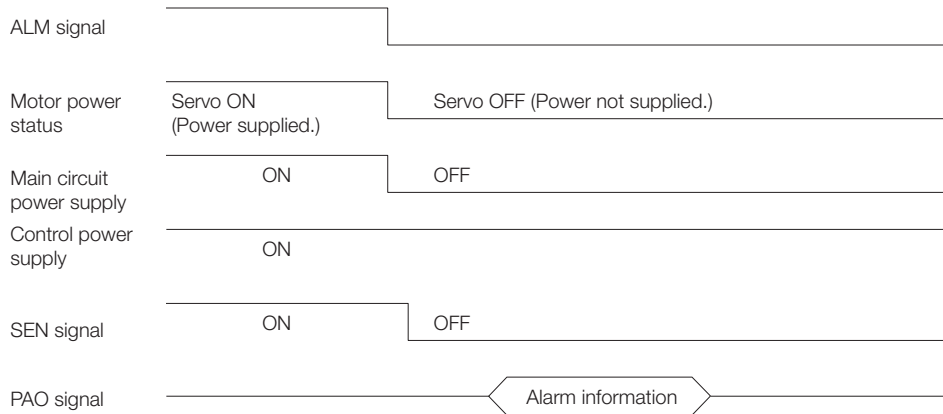 ALM signal
Motor power
status
Servo ON
(Power supplied.)
Servo OFF (Power not supplied.)
Main circuit
power supply
ON
OFF
Control power
supply
ON
SEN signal
ON
OFF
PAO signal
Alarm information